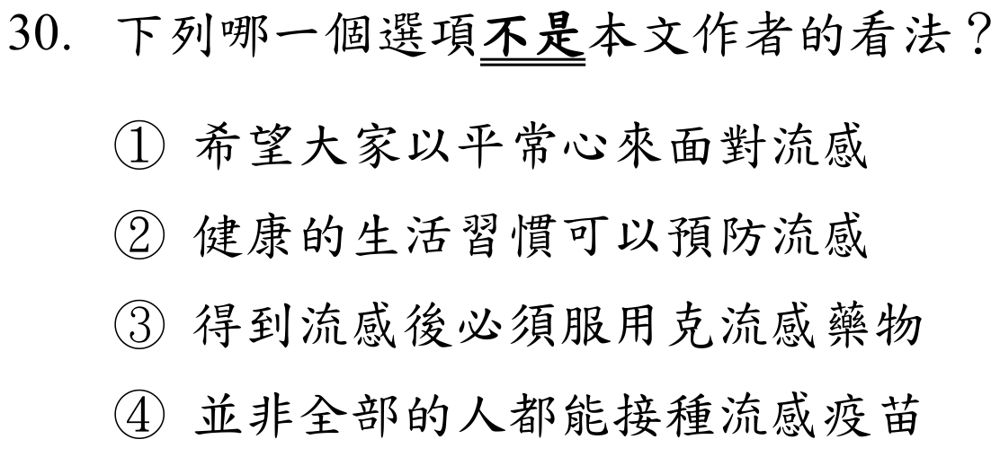 30. 下列哪一個選項不是本文作者的看法？
① 希望大家以平常心來面對流感
② 健康的生活習慣可以預防流感
③ 得到流感後必須服用克流感藥物
④ 並非全部的人都能接種流感疫苗